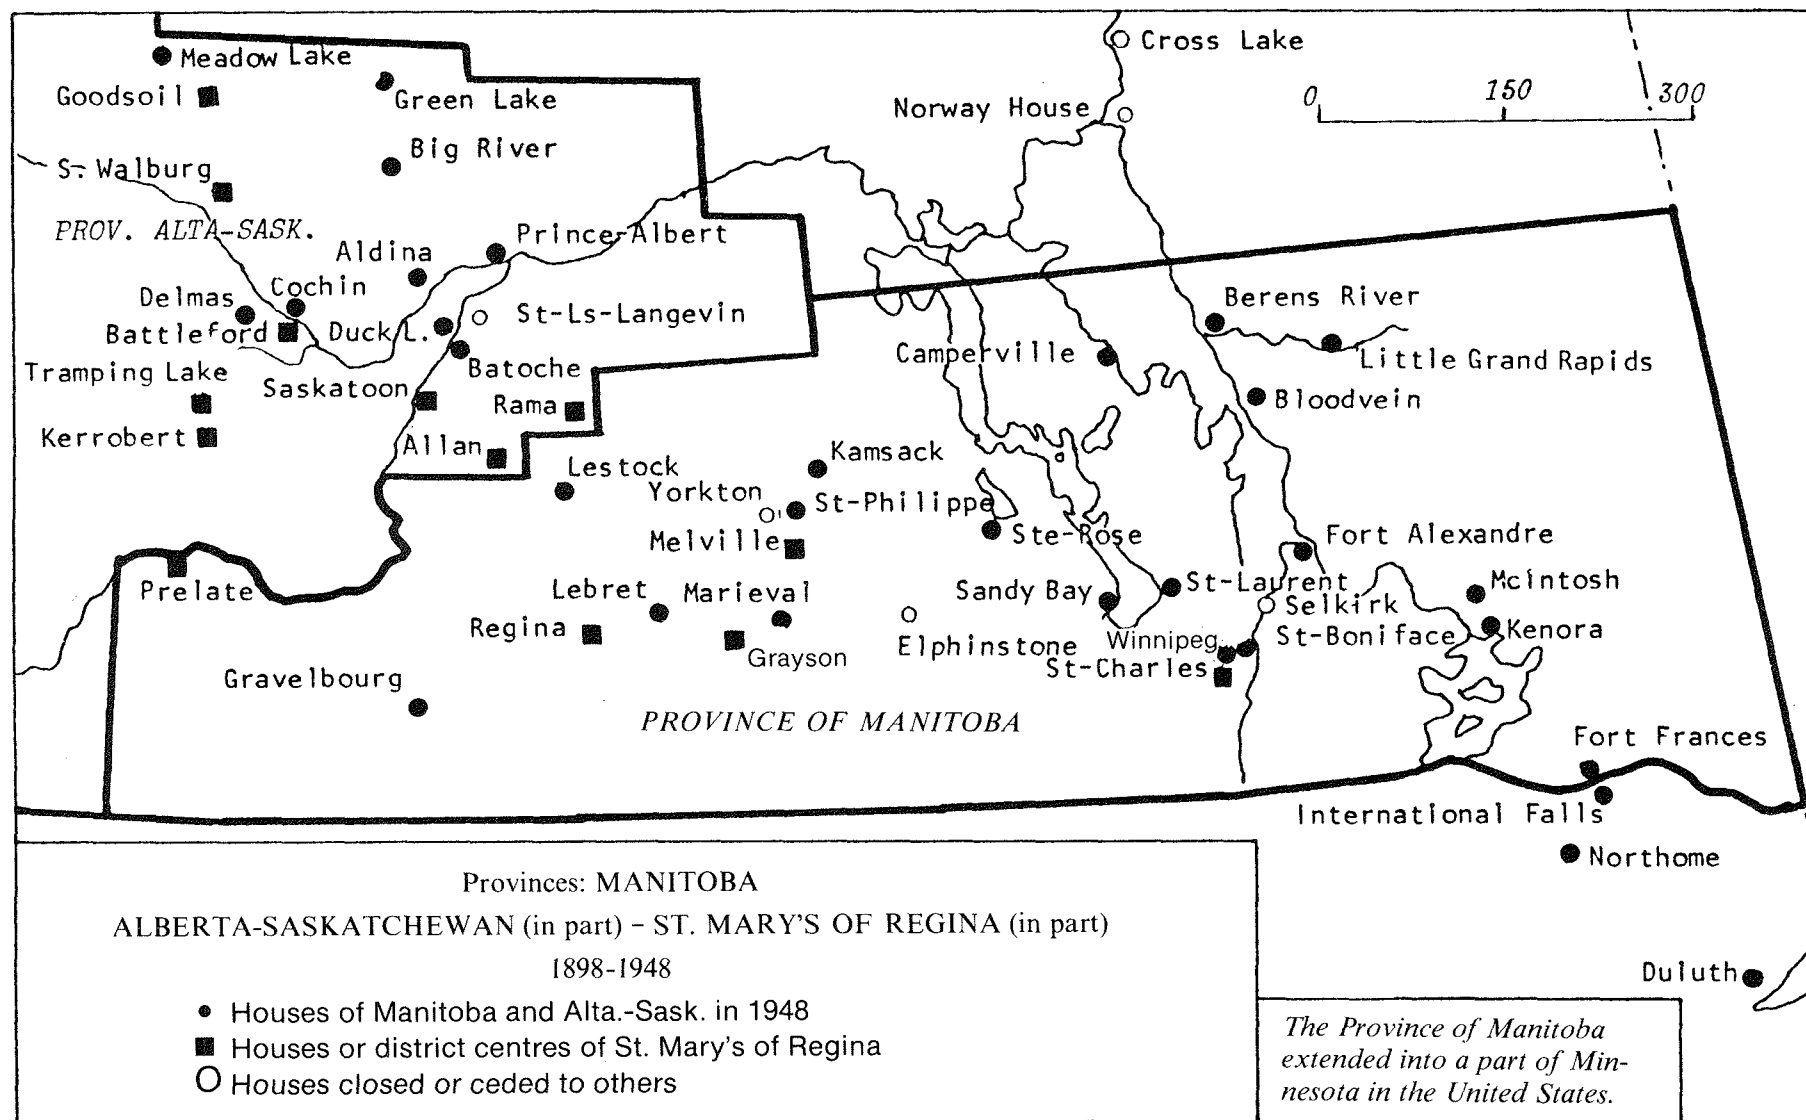 Cross Lake
Meadow Lake
Goodsoil
Green Lake
0 150 300
Norway House
Big River
S. Walburg
PROV. ALTA-SASK.
Prince-Albert
Aldina
Cochin
Delmas
Berens River
St-Ls-Langevin
Battleford
Duck L.
Camperville
Little Grand Rapids
Batoche
Tramping Lake
Saskatoon
Rama
Bloodvein
Kerrobert
Allan
Kamsack
Lestock
Yorkton
St-Philippe
Ste-Rose
Fort Alexandre
Melville
McIntosh
St-Laurent
Prelate
Lebret
Marieval
Sandy Bay
Selkirk
Regina
St-Boniface
Kenora
Elphinstone
Winnipeg
Grayson
St-Charles
Gravelbourg
PROVINCE OF MANITOBA
Fort Frances
International Falls
Northome
Duluth
Provinces: MANITOBA
ALBERTA-SASKATCHEWAN (in part) – ST. MARY'S OF REGINA (in part)
1898-1948
Houses of Manitoba and Alta.-Sask. in 1948
Houses or district centres of St. Mary's of Regina
Houses closed or ceded to others
The Province of Manitoba
extended into a part of Min-
nesota in the United States.